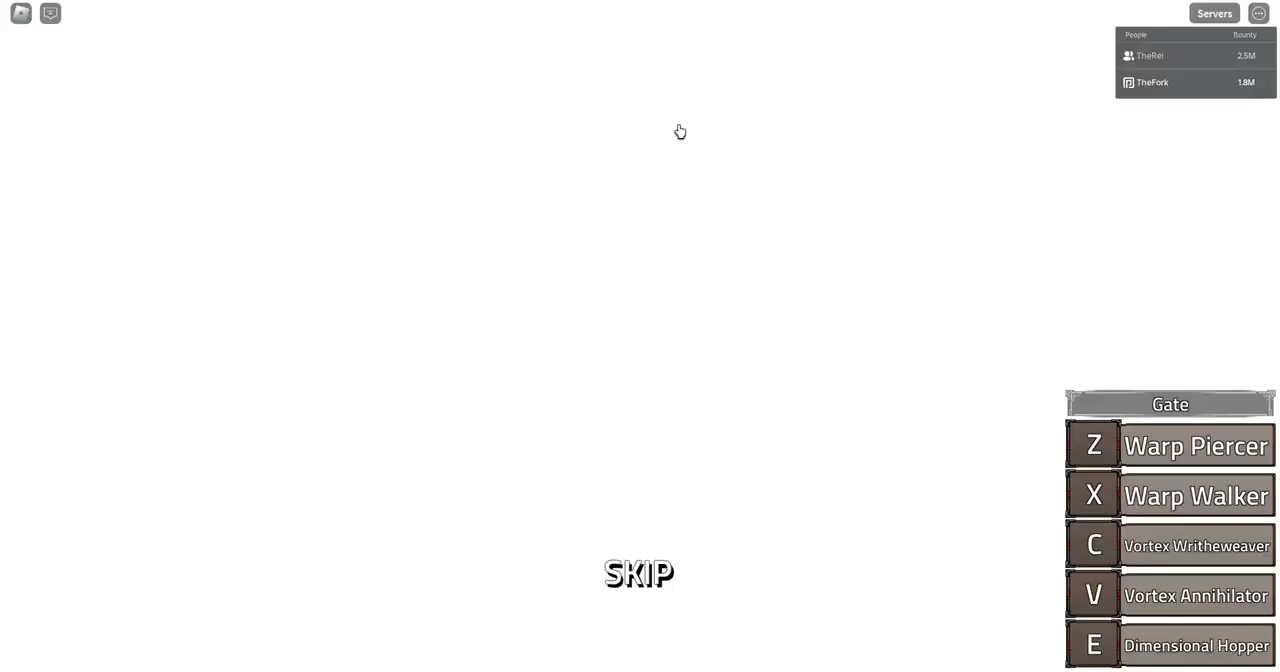 Servers
People Bounty
TheRel 2.5M
TheFork 1.8M
Gate
Z Warp Piercer
X Warp Walker
C Vortex Writheweaver
SKIP
V Vortex Annihilator
E Dimensional Hopper